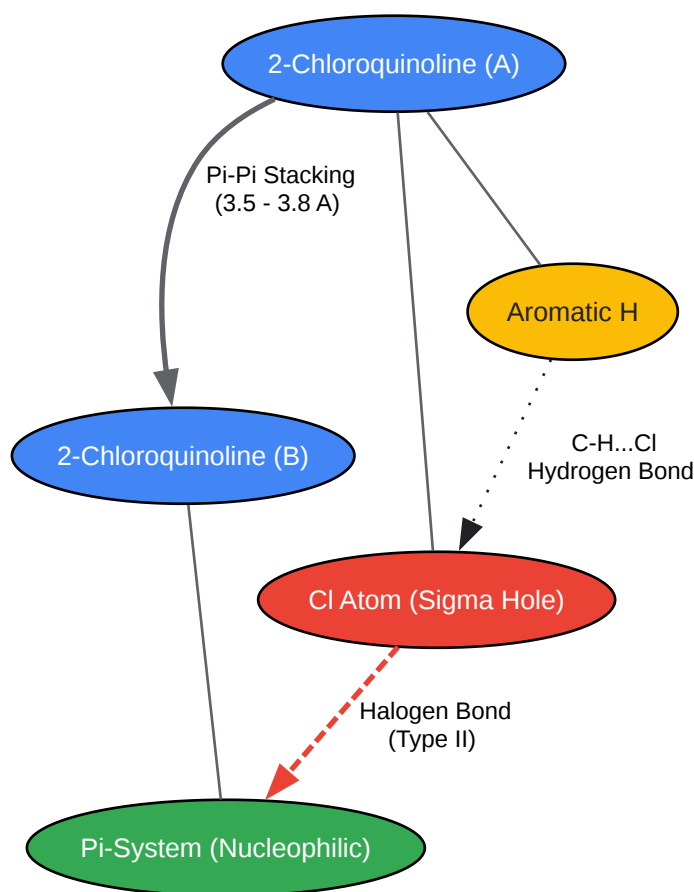 2-Chloroquinoline (A)
Pi-Pi Stacking
(3.5 - 3.8 A)
Aromatic H
2-Chloroquinoline (B)
C-H...Cl
Hydrogen Bond
Cl Atom (Sigma Hole)
Halogen Bond
(Type II)
Pi-System (Nucleophilic)